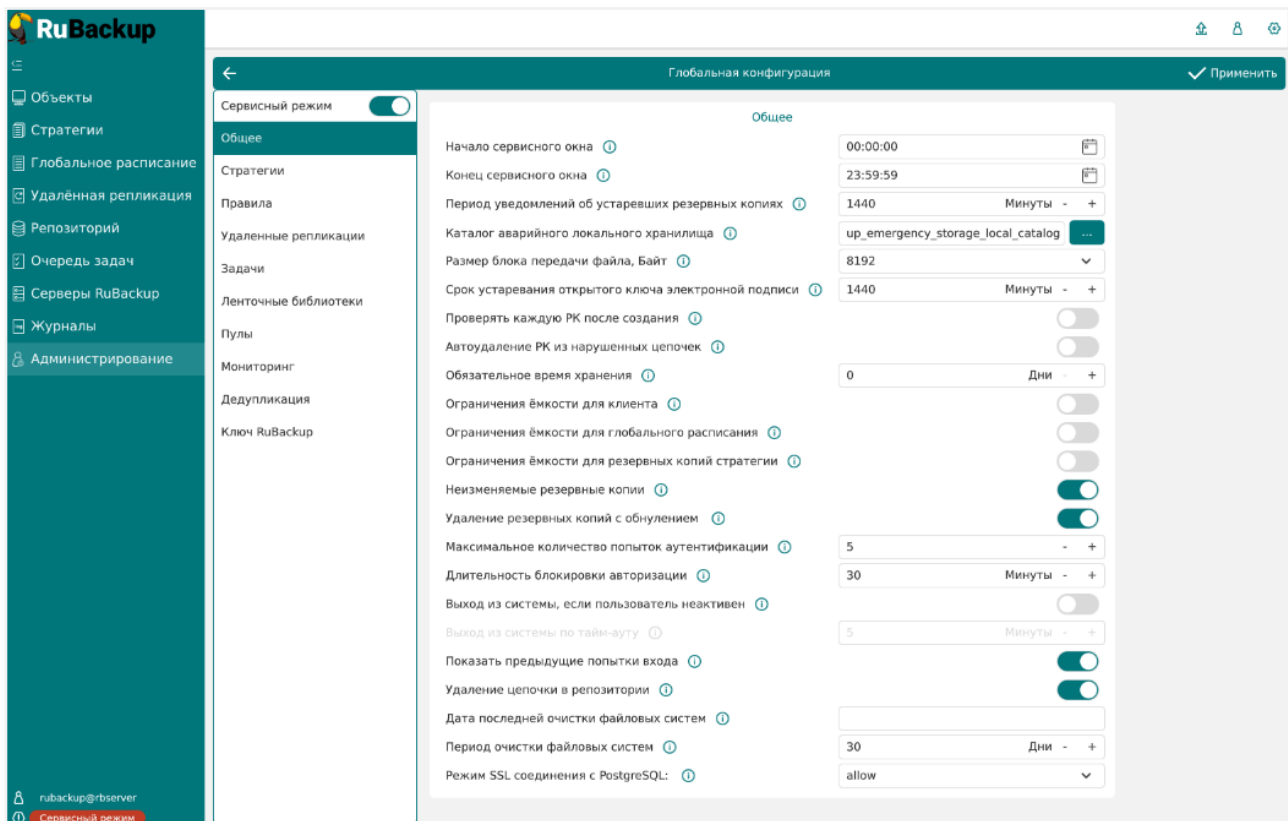 RuBackup
Глобальная конфигурация
Применить
Объекты
Стратегии
Глобальное расписание
Удалённая репликация
Репозиторий
Очередь задач
Серверы RuBackup
Журналы
Администрирование
rubackup@rbserver
Сервисный режим
Сервисный режим
Общее
Стратегии
Правила
Удаленные репликации
Задачи
Ленточные библиотеки
Пулы
Мониторинг
Дедупликация
Ключ RuBackup
Общее
Начало сервисного окна 00:00:00
Конец сервисного окна 23:59:59
Период уведомлений об устаревших резервных копиях 1440 Минуты - +
Каталог аварийного локального хранилища up_emergency_storage_local_catalog ...
Размер блока передачи файла, Байт 8192
Срок устаревания открытого ключа электронной подписи 1440 Минуты - +
Проверять каждую РК после создания
Автоудаление РК из нарушенных цепочек
Обязательное время хранения 0 Дни - +
Ограничения ёмкости для клиента
Ограничения ёмкости для глобального расписания
Ограничения ёмкости для резервных копий стратегии
Неизменяемые резервные копии
Удаление резервных копий с обнулением
Максимальное количество попыток аутентификации 5 - +
Длительность блокировки авторизации 30 Минуты - +
Выход из системы, если пользователь неактивен
Выход из системы по тайм-ауту 5 Минуты - +
Показать предыдущие попытки входа
Удаление цепочки в репозитории
Дата последней очистки файловых систем
Период очистки файловых систем 30 Дни - +
Режим SSL соединения с PostgreSQL: allow